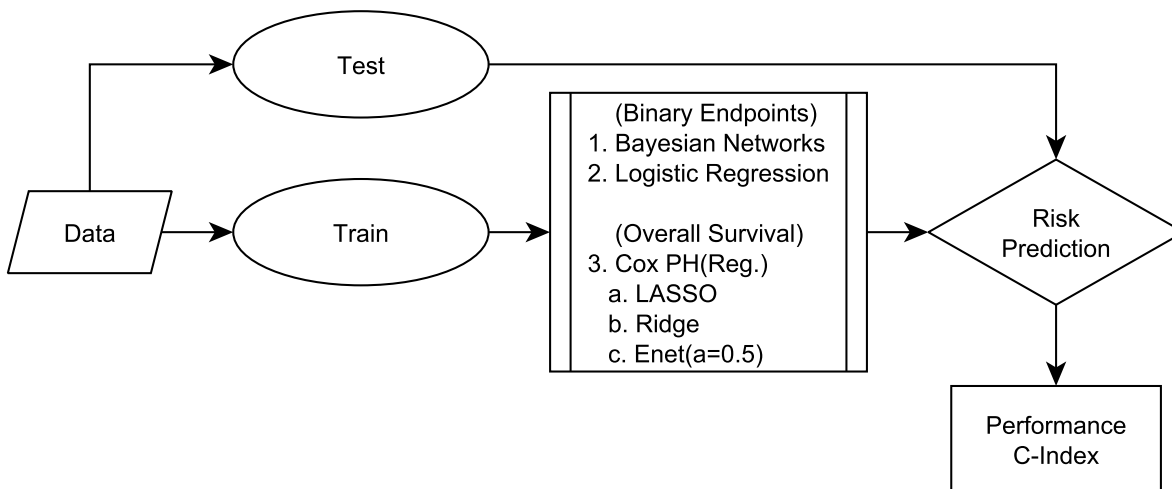 Test
Data
Train
(Binary Endpoints)
1. Bayesian Networks
2. Logistic Regression
(Overall Survival)
3. Cox PH(Reg.)
a. LASSO
b. Ridge
c. Enet(a=0.5)
Risk
Prediction
Performance
C-Index